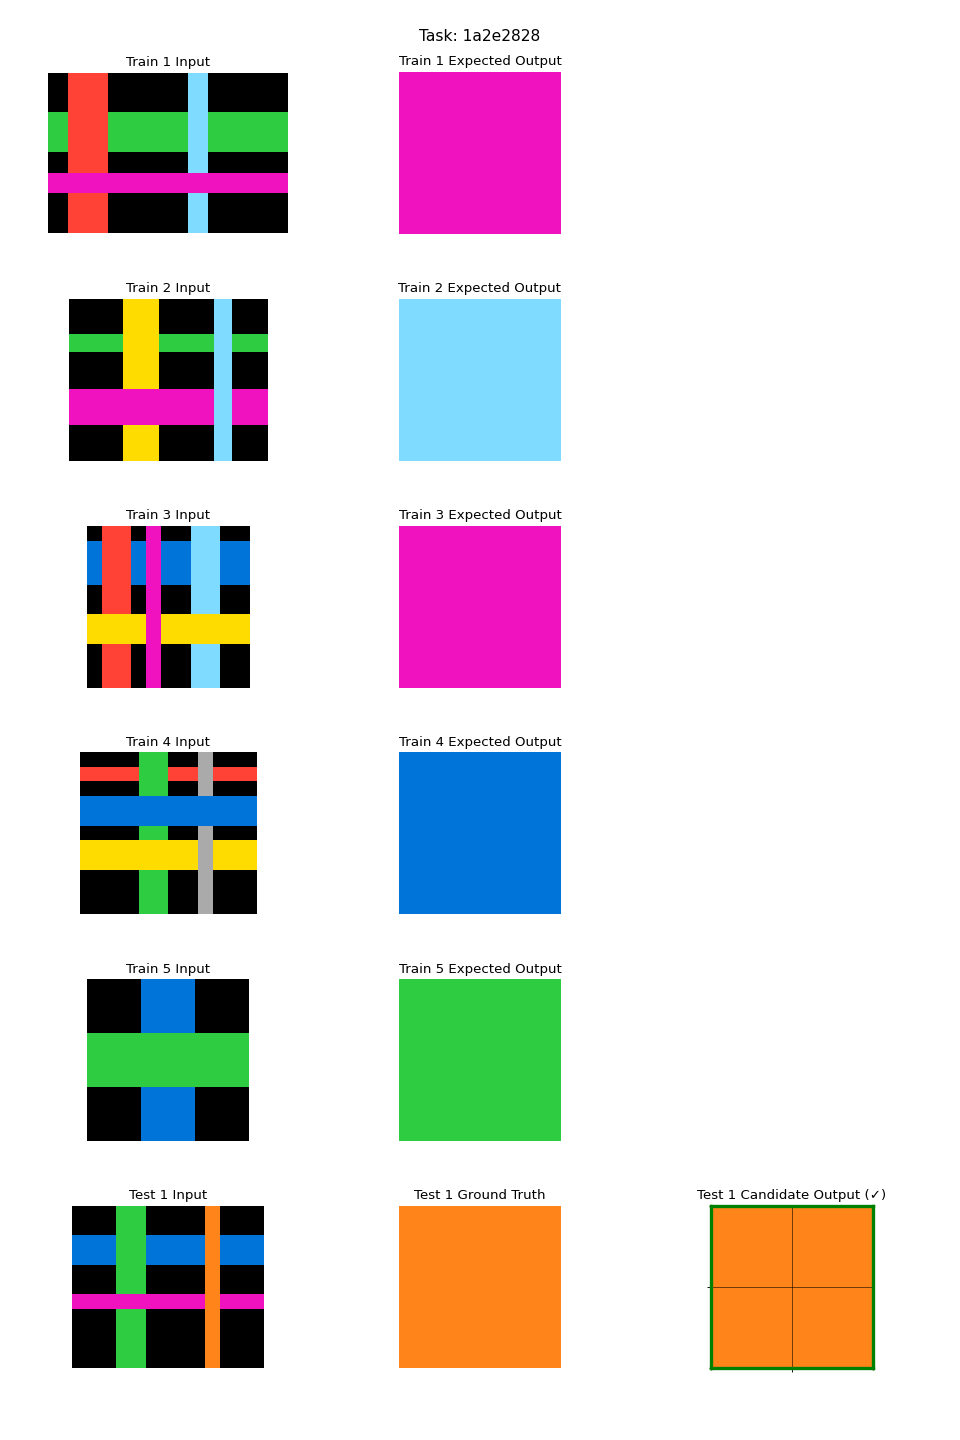 Task: 1a2e2828
Train 1 Input
Train 1 Expected Output
Train 2 Input
Train 2 Expected Output
Train 3 Input
Train 3 Expected Output
Train 4 Input
Train 4 Expected Output
Train 5 Input
Train 5 Expected Output
Test 1 Input
Test 1 Ground Truth
Test 1 Candidate Output (✓)